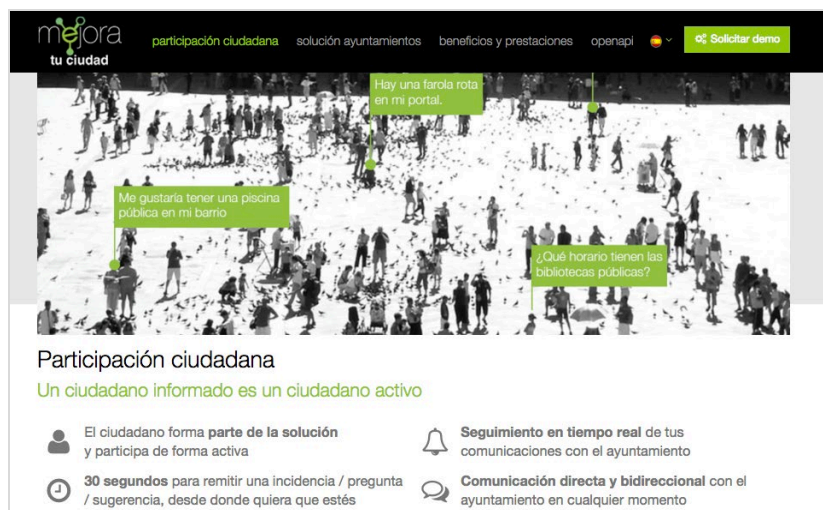 mejora
tu ciudad
participación ciudadana
solución ayuntamientos
beneficios y prestaciones
openapi
Solicitar demo
Hay una farola rota
en mi portal.
Me gustaría tener una piscina
pública en mi barrio
¿Qué horario tienen las
bibliotecas públicas?
Participación ciudadana
Un ciudadano informado es un ciudadano activo
El ciudadano forma parte de la solución
y participa de forma activa
Seguimiento en tiempo real de tus
comunicaciones con el ayuntamiento
30 segundos para remitir una incidencia / pregunta
/ sugerencia, desde donde quiera que estés
Comunicación directa y bidireccional con el
ayuntamiento en cualquier momento